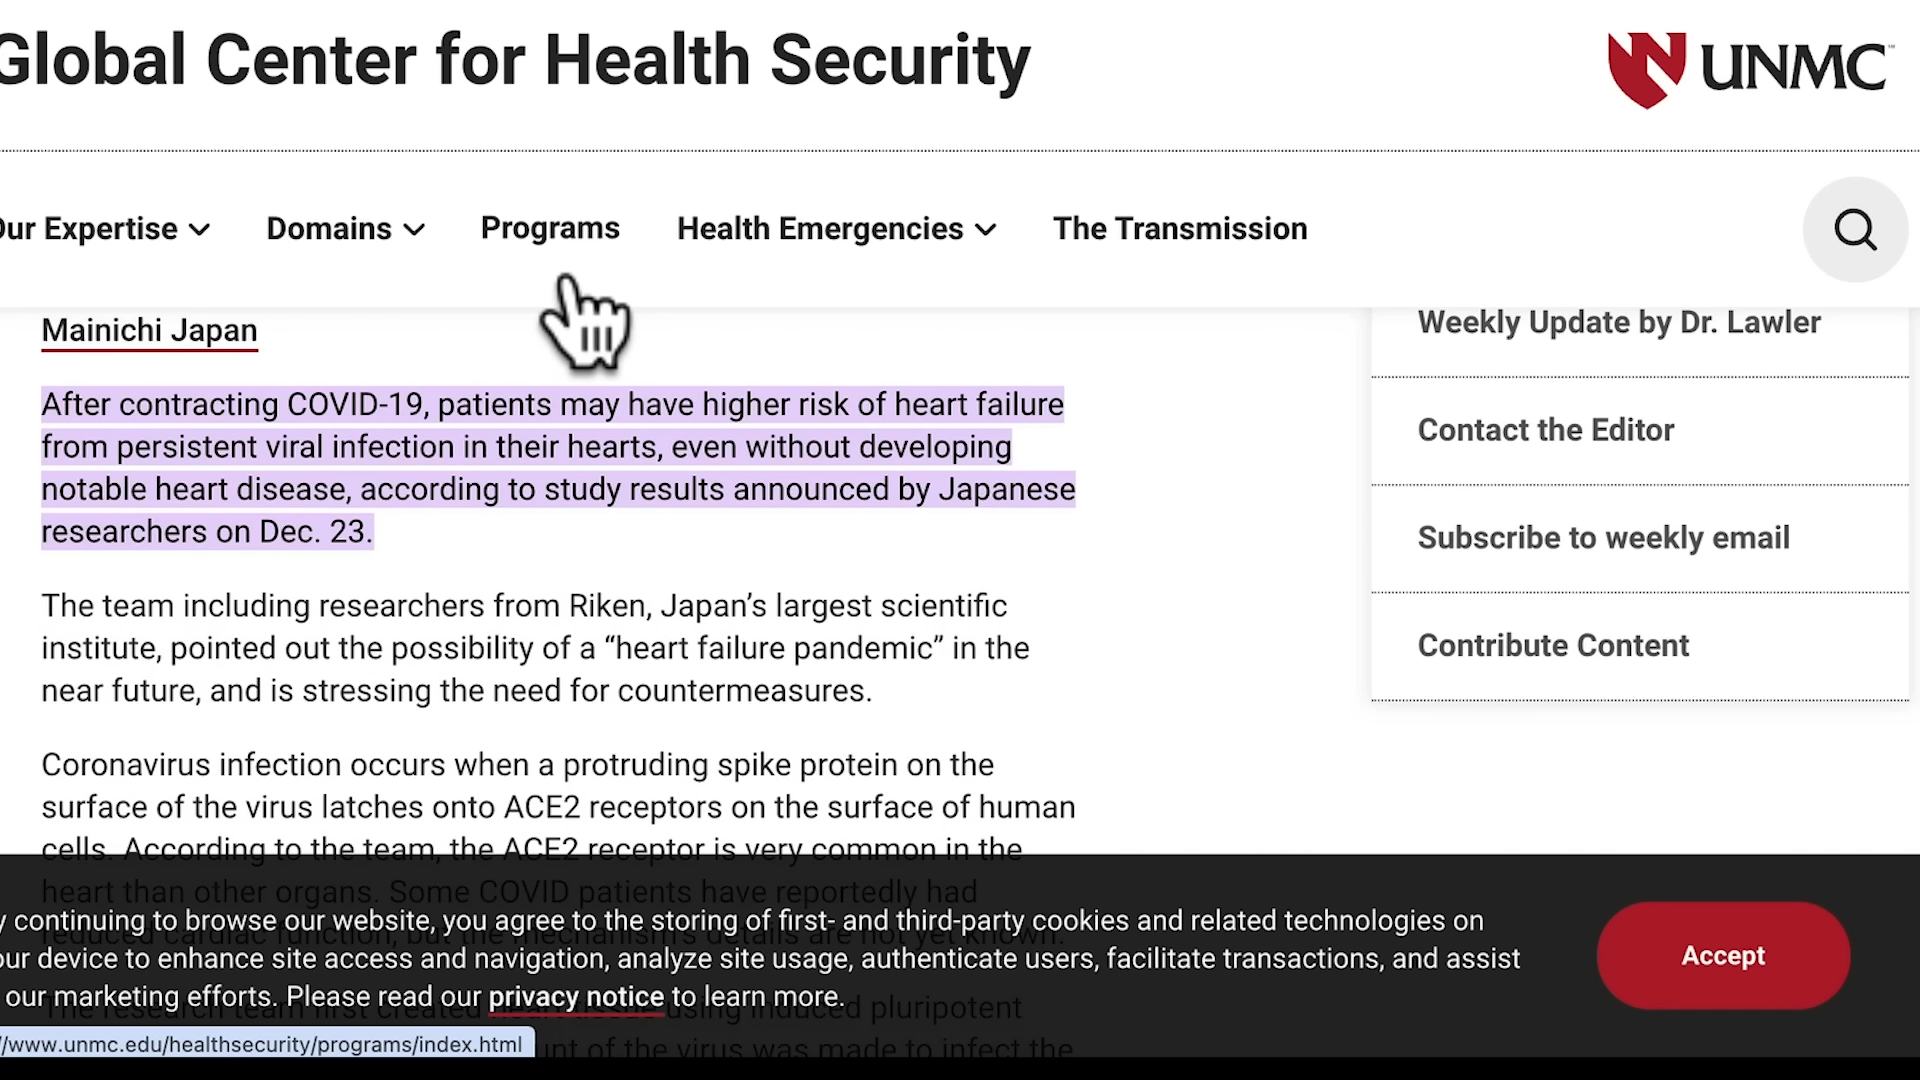 Global Center for Health Security
UNMC
Our Expertise
Domains
Programs
Health Emergencies
The Transmission
Mainichi Japan
After contracting COVID-19, patients may have higher risk of heart failure
from persistent viral infection in their hearts, even without developing
notable heart disease, according to study results announced by Japanese
researchers on Dec. 23.
The team including researchers from Riken, Japan’s largest scientific
institute, pointed out the possibility of a “heart failure pandemic” in the
near future, and is stressing the need for countermeasures.
Coronavirus infection occurs when a protruding spike protein on the
surface of the virus latches onto ACE2 receptors on the surface of human
cells. According to the team, the ACE2 receptor is very common in the
heart than other organs. Some COVID patients have reportedly had
reduced cardiac function, but the mechanism's details are not yet known.
The research team first created heart tissue using induced pluripotent
unt of the virus was made to infect the
Weekly Update by Dr. Lawler
Contact the Editor
Subscribe to weekly email
Contribute Content
y continuing to browse our website, you agree to the storing of first- and third-party cookies and related technologies on
our device to enhance site access and navigation, analyze site usage, authenticate users, facilitate transactions, and assist
our marketing efforts. Please read our privacy notice to learn more.
Accept
/www.unmc.edu/healthsecurity/programs/index.html